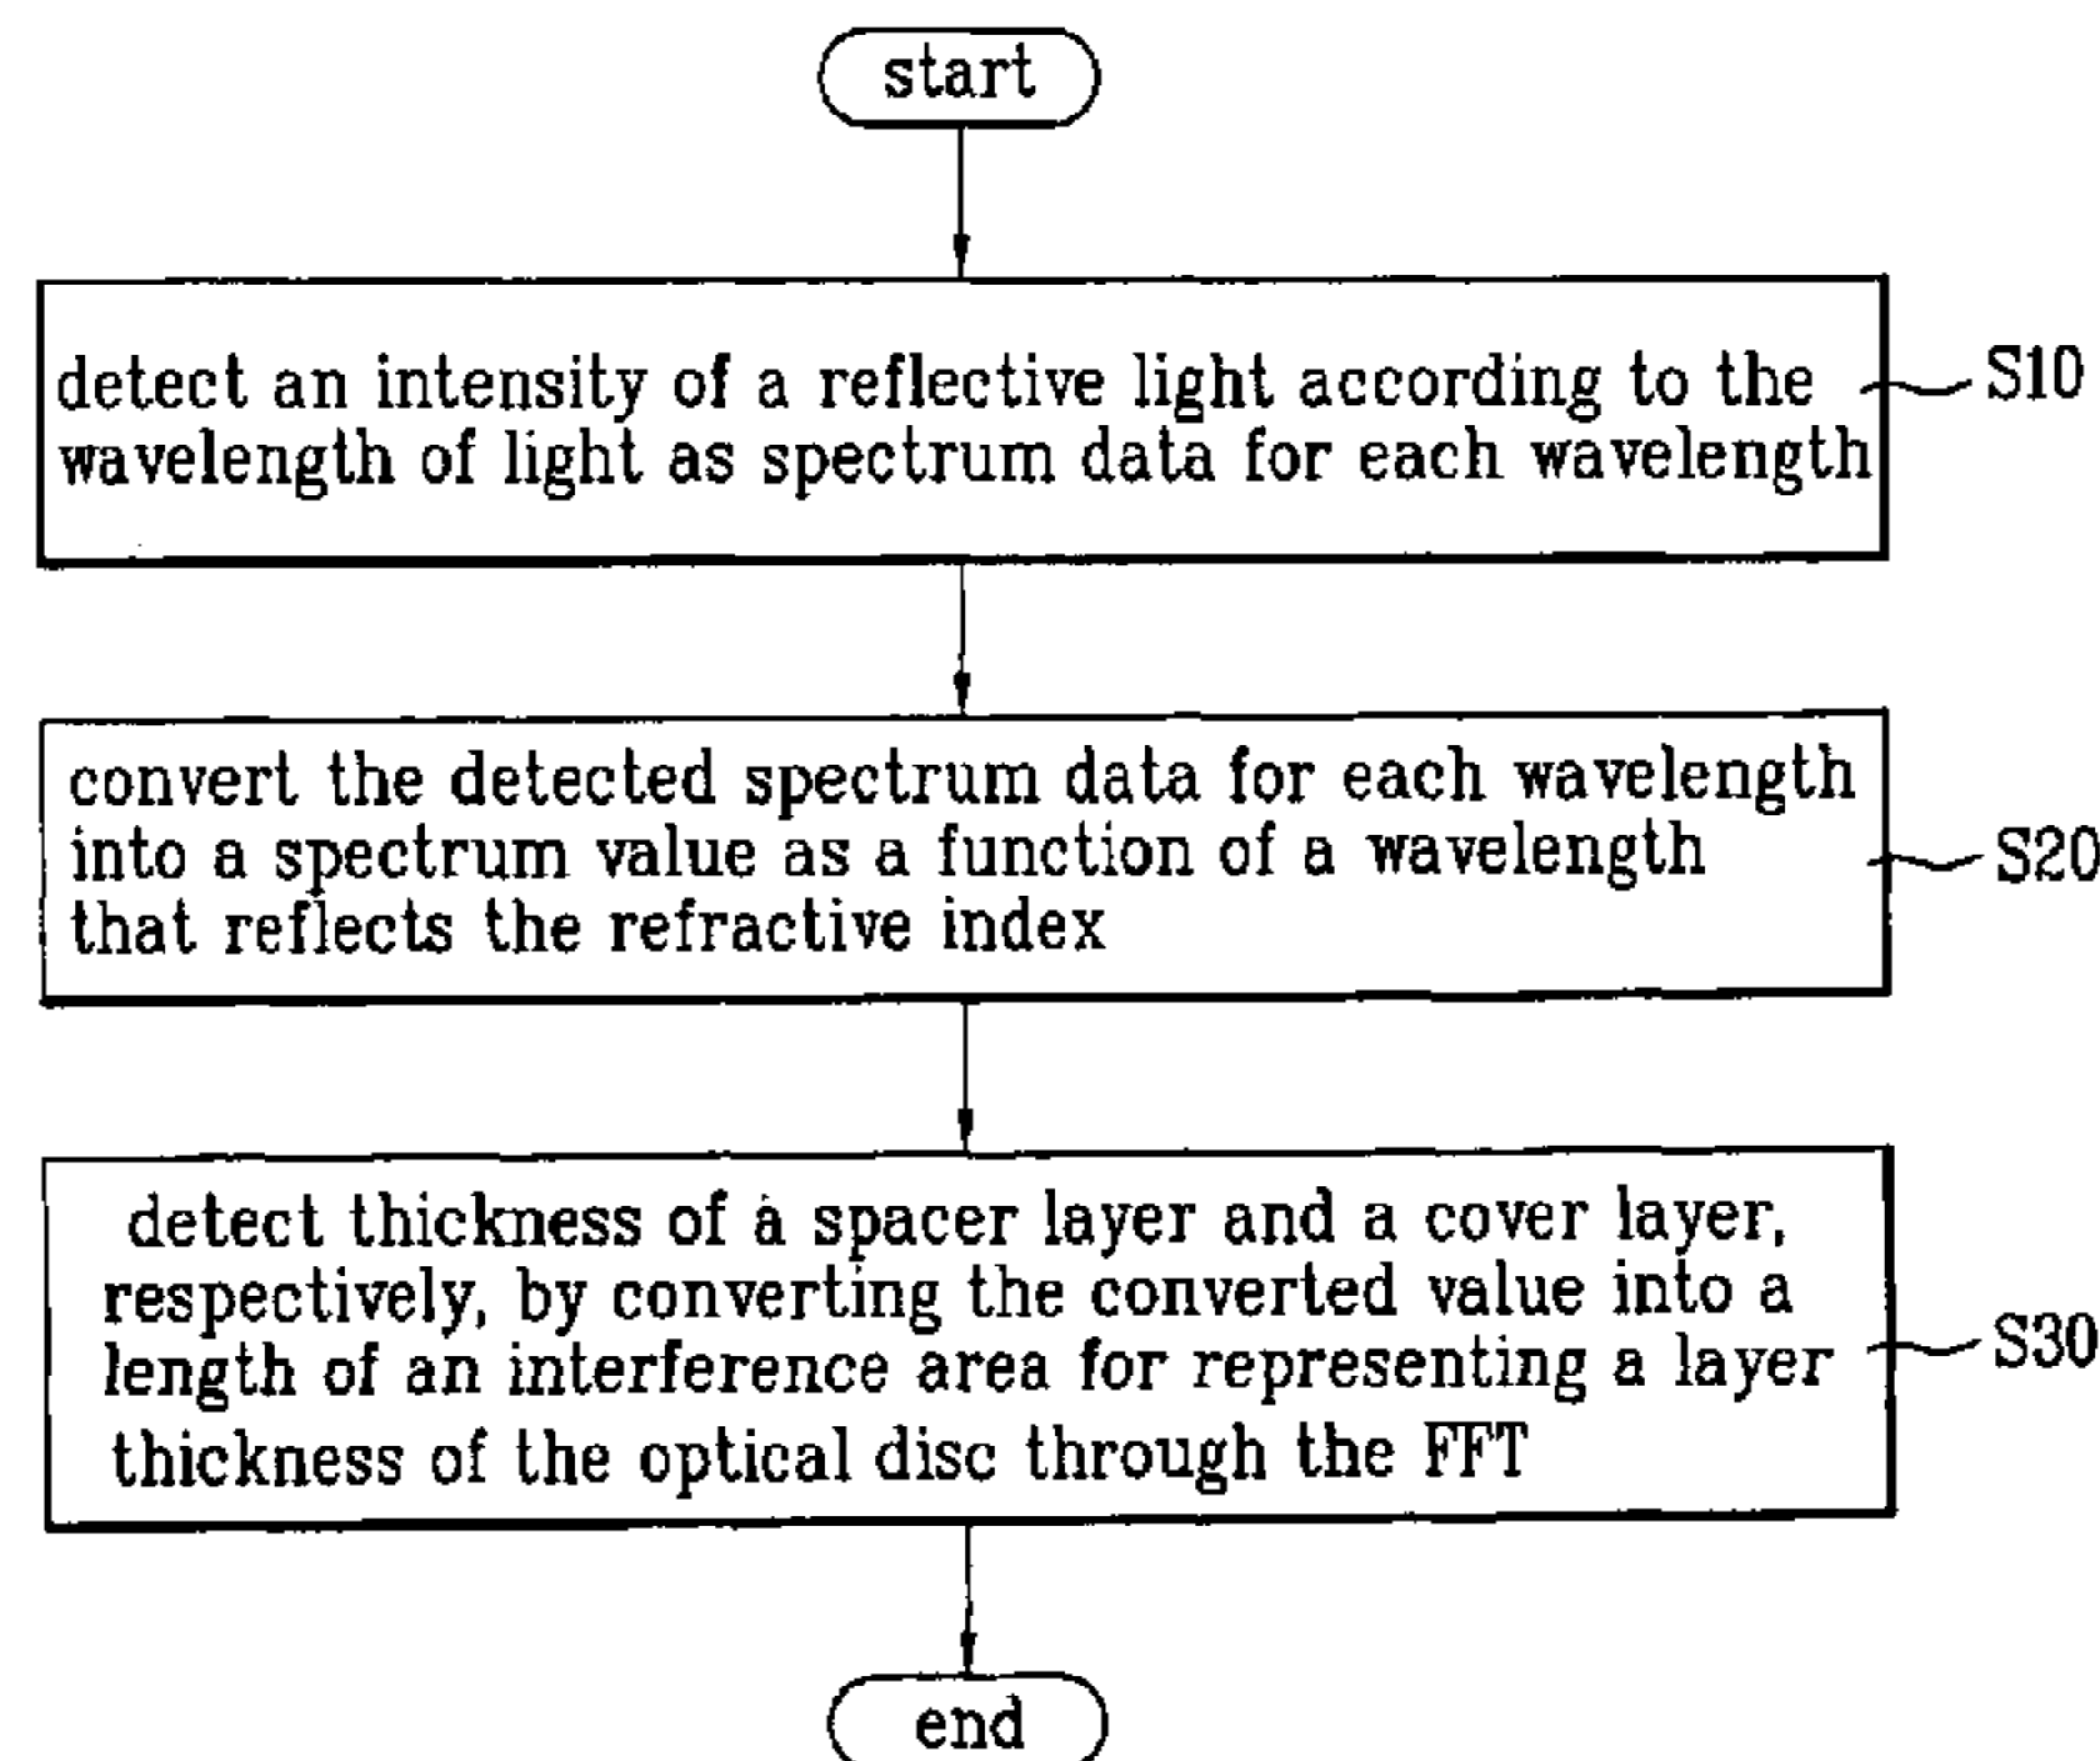 start
detect an intensity of a reflective light according to the
wavelength of light as spectrum data for each wavelength
S10
convert the detected spectrum data for each wavelength
into a spectrum value as a function of a wavelength
that reflects the refractive index
S20
detect thickness of a spacer layer and a cover layer,
respectively, by converting the converted value into a
length of an interference area for representing a layer
thickness of the optical disc through the FFT
S30
end